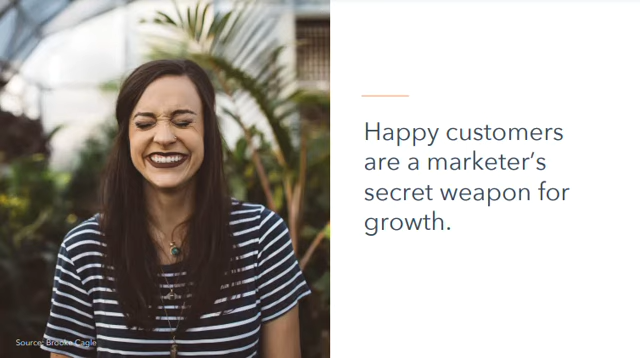 Happy customers
are a marketer's
secret weapon for
growth.
Source: Brooke Cagle